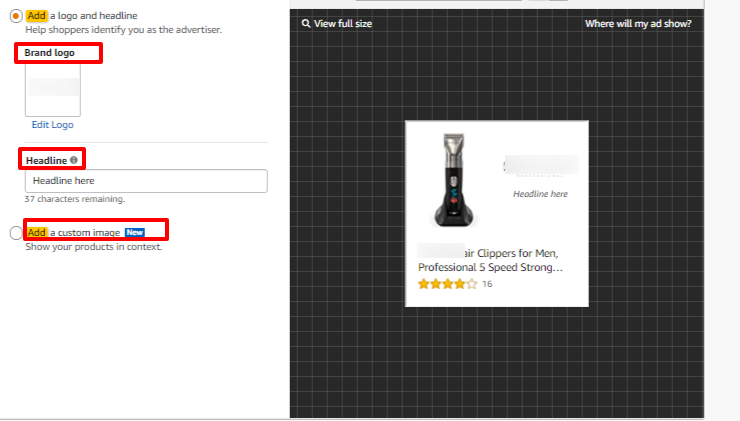 Add a logo and headline
Help shoppers identify you as the advertiser.
Brand logo
Edit Logo
Headline
Headline here
37 characters remaining.
Add a custom image New
Show your products in context.
View full size
Where will my ad show?
Headline here
air Clippers for Men,
Professional 5 Speed Strong...
16